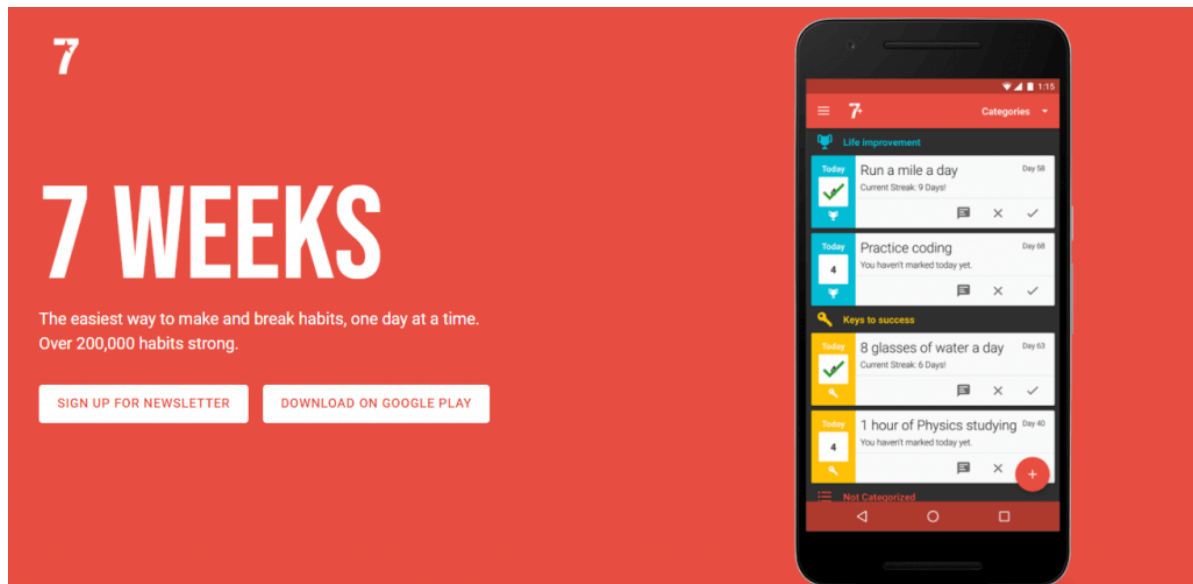 7
7 WEEKS
The easiest way to make and break habits, one day at a time.
Over 200,000 habits strong.
SIGN UP FOR NEWSLETTER
DOWNLOAD ON GOOGLE PLAY
1:15
7
Categories
Life improvement
Today
Run a mile a day
Day 58
Current Streak: 9 Days!
Today
Practice coding
Day 68
4
You haven't marked today yet.
Keys to success
Today
8 glasses of water a day
Day 63
Current Streak: 6 Days!
Today
1 hour of Physics studying
Day 40
4
You haven't marked today yet.
Not Categorized